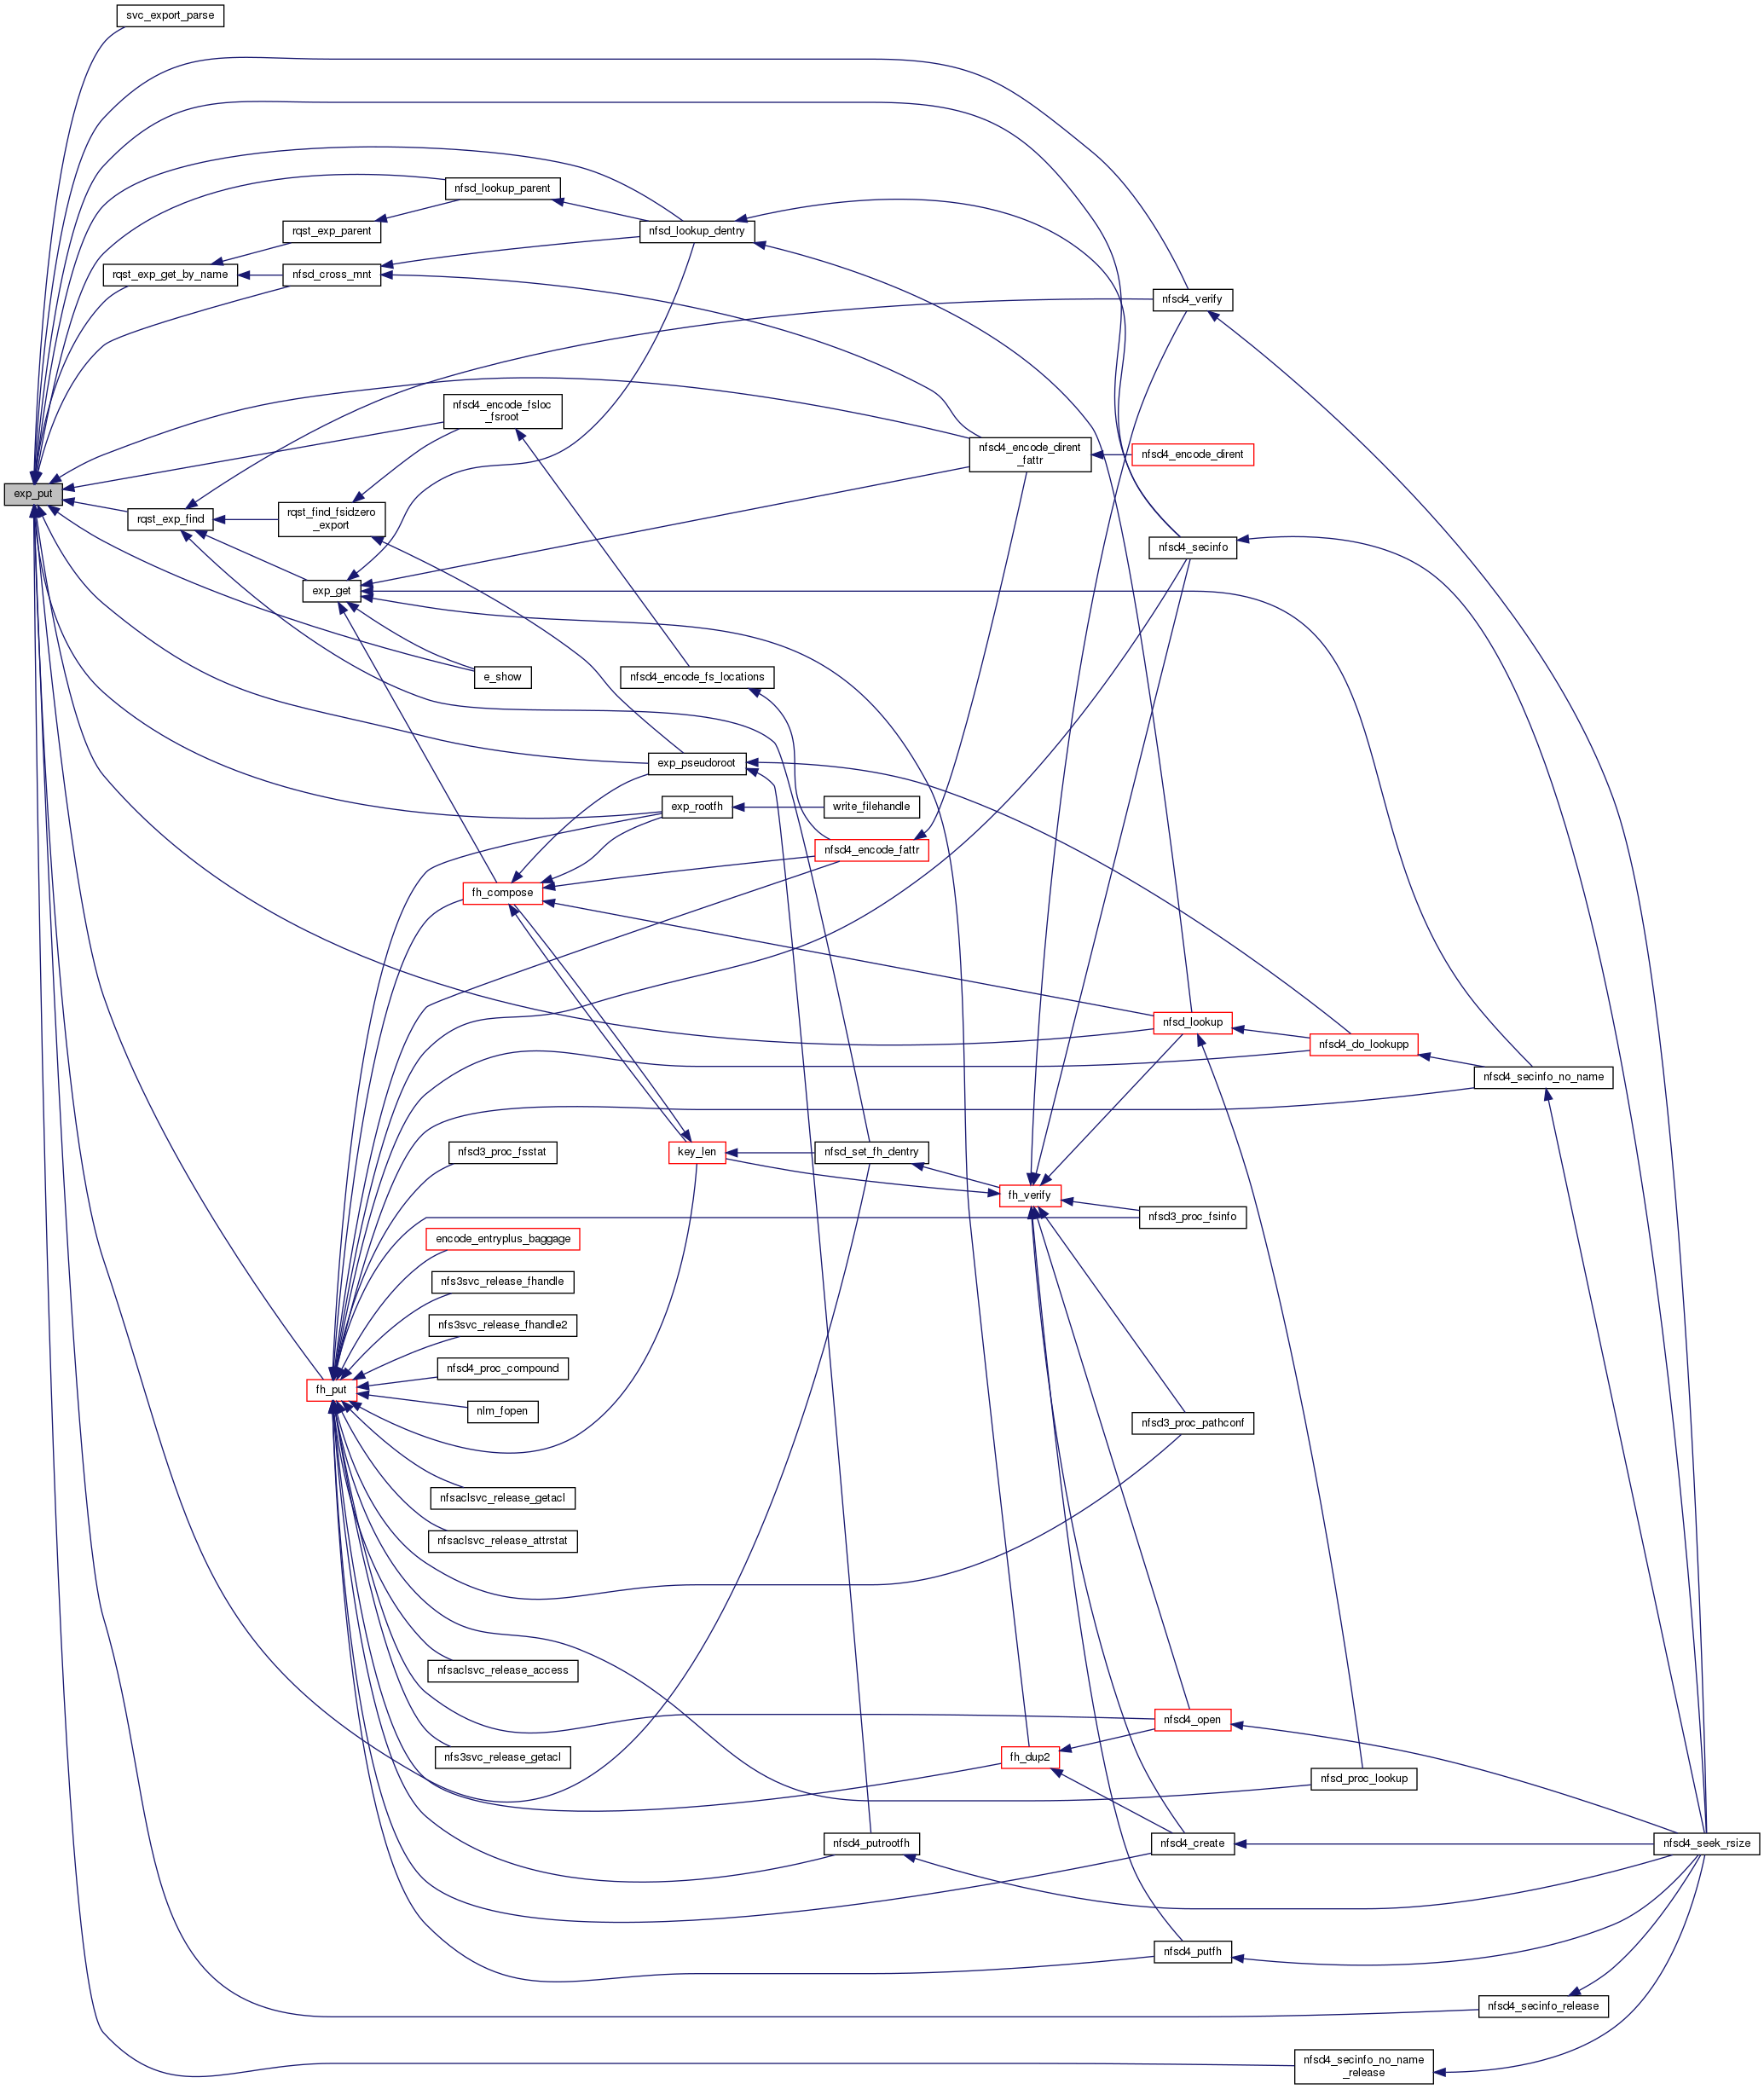 svc_export_parse
nfsd_lookup_parent
rqst_exp_parent
nfsd_lookup_dentry
rqst_exp_get_by_name
nfsd_cross_mnt
nfsd4_verify
nfsd4_encode_fsloc
_fsroot
nfsd4_encode_dirent
_fattr
nfsd4_encode_dirent
exp_put
rqst_exp_find
rqst_find_fsidzero
_export
nfsd4_secinfo
exp_get
e_show
nfsd4_encode_fs_locations
exp_pseudoroot
exp_rootfh
write_filehandle
nfsd4_encode_fattr
fh_compose
nfsd_lookup
nfsd4_do_lookupp
nfsd4_secinfo_no_name
nfsd3_proc_fsstat
key_len
nfsd_set_fh_dentry
fh_verify
nfsd3_proc_fsinfo
encode_entryplus_baggage
nfs3svc_release_fhandle
nfs3svc_release_fhandle2
nfsd4_proc_compound
fh_put
nlm_fopen
nfsd3_proc_pathconf
nfsaclsvc_release_getacl
nfsaclsvc_release_attrstat
nfsaclsvc_release_access
nfsd4_open
nfs3svc_release_getacl
fh_dup2
nfsd_proc_lookup
nfsd4_putrootfh
nfsd4_create
nfsd4_seek_rsize
nfsd4_putfh
nfsd4_secinfo_release
nfsd4_secinfo_no_name
_release